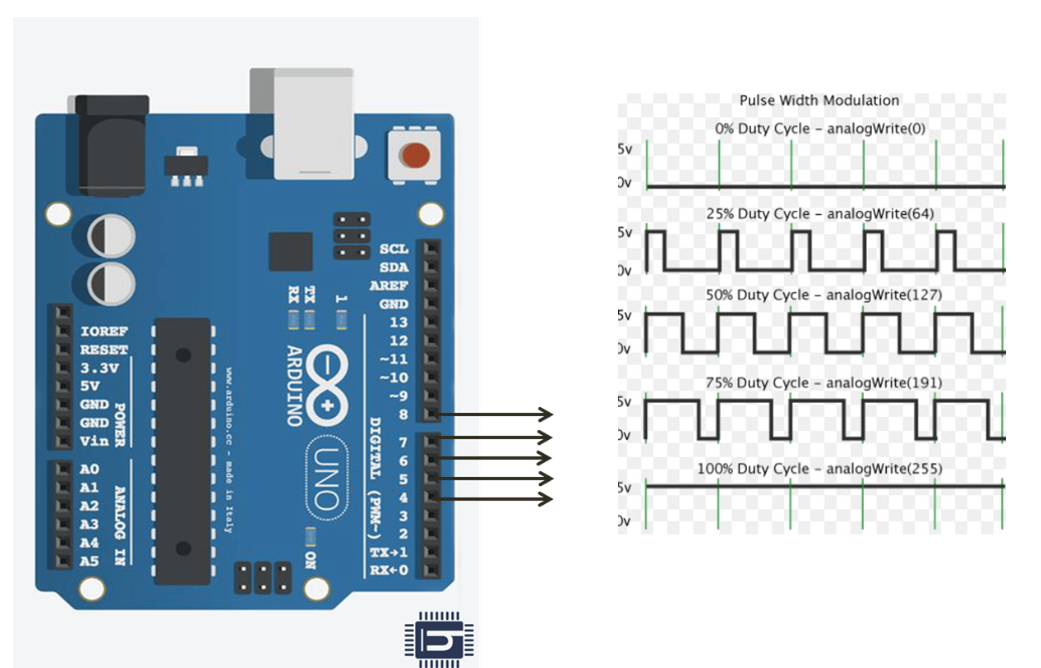 SCL
SDA
AREF
GND
13
12
~11
~10
~9
8
7
6
5
4
3
2
TX→1
RX←0
DIGITAL (PWM~)
RX
TX
1
ARDUINO
UNO
ON
www.arduino.cc - made in Italy
IOREF
RESET
3.3V
5V
GND
GND
Vin
POWER
A0
A1
A2
A3
A4
A5
ANALOG IN
Pulse Width Modulation
0% Duty Cycle – analogWrite(0)
5v
0v
25% Duty Cycle – analogWrite(64)
5v
0v
50% Duty Cycle – analogWrite(127)
5v
0v
75% Duty Cycle – analogWrite(191)
5v
0v
100% Duty Cycle – analogWrite(255)
5v
0v